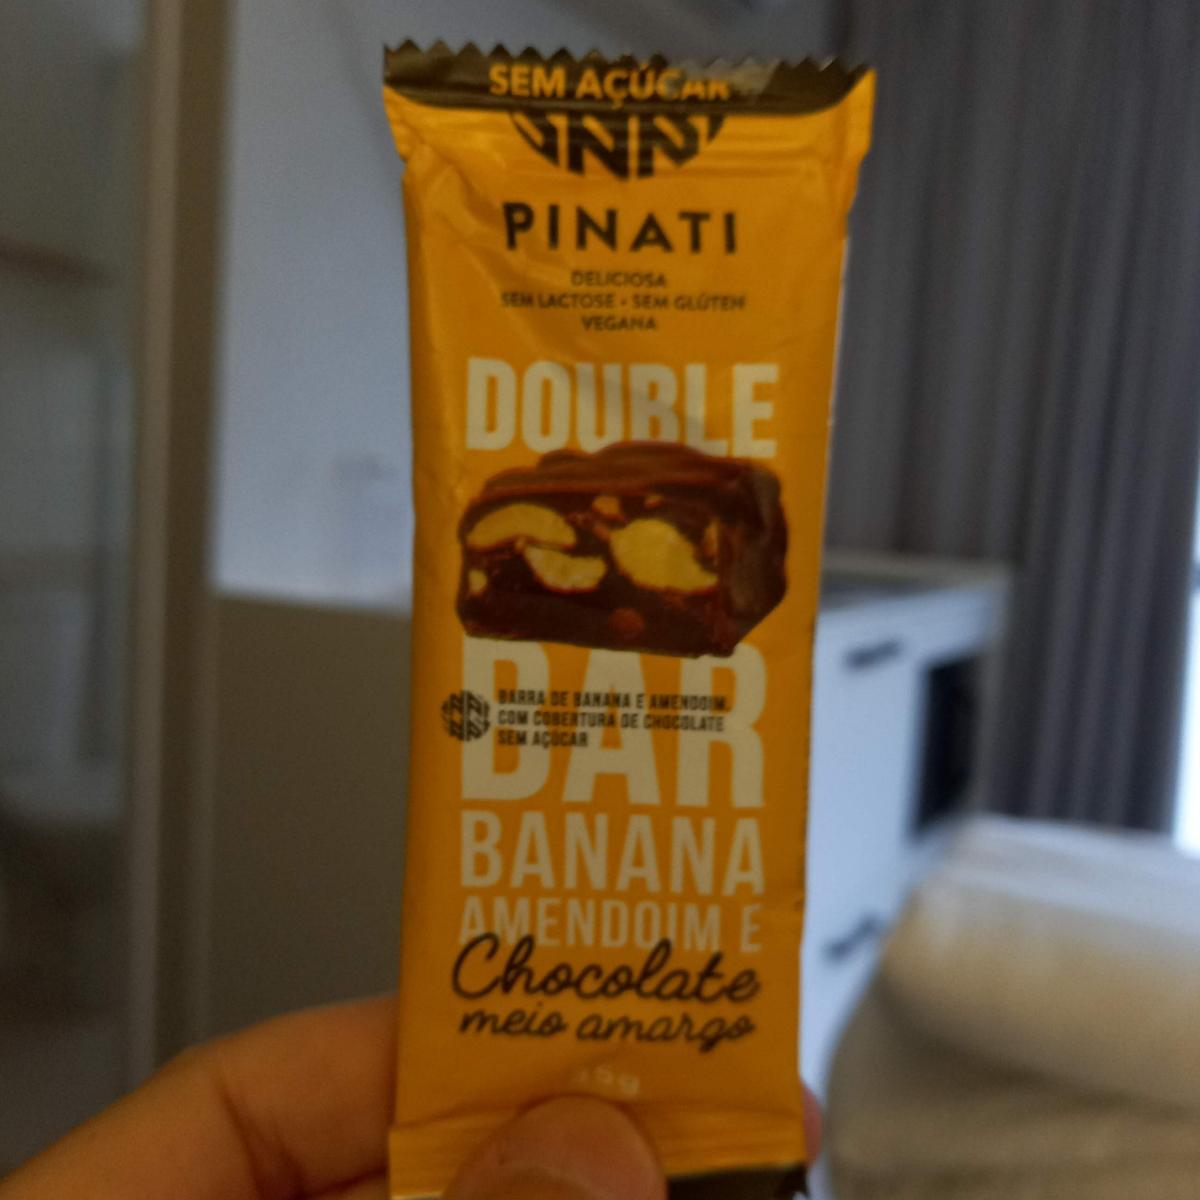 SEM AÇÚCAR
PINATI
DELICIOSA
SEM LACTOSE • SEM GLÚTEN
VEGANA
DOUBLE
BAR
BARRA DE BANANA E AMENDOIM
COM COBERTURA DE CHOCOLATE
SEM AÇÚCAR
BANANA
AMENDOIM E
Chocolate
meio amargo